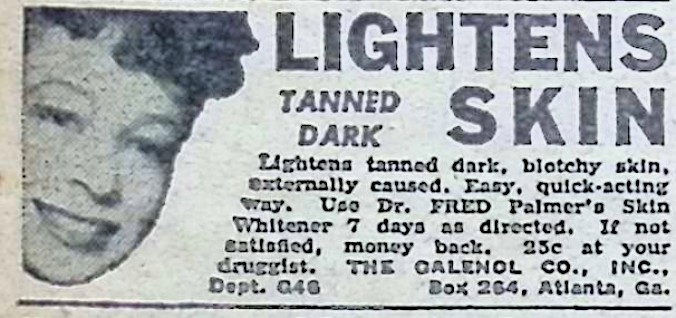 LIGHTENS
TANNED
DARK SKIN
Lightens tanned dark, blotchy skin,
externally caused. Easy, quick-acting
way. Use Dr. FRED Palmer's Skin
Whitener 7 days as directed. If not
satisfied, money back. 25c at your
druggist. THE GALENOL CO., INC.,
Dept. G46 Box 264, Atlanta, Ga.